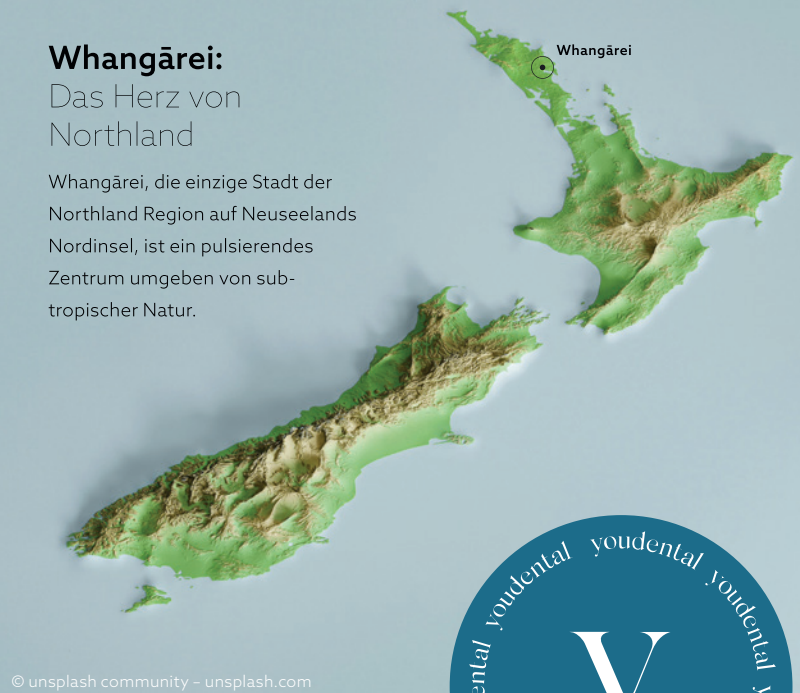 Whangārei:
Das Herz von
Northland
Whangārei, die einzige Stadt der
Northland Region auf Neuseelands
Nordinsel, ist ein pulsierendes
Zentrum umgeben von sub-
tropischer Natur.
Whangārei
youdental youdental youdental
y
© unsplash community – unsplash.com